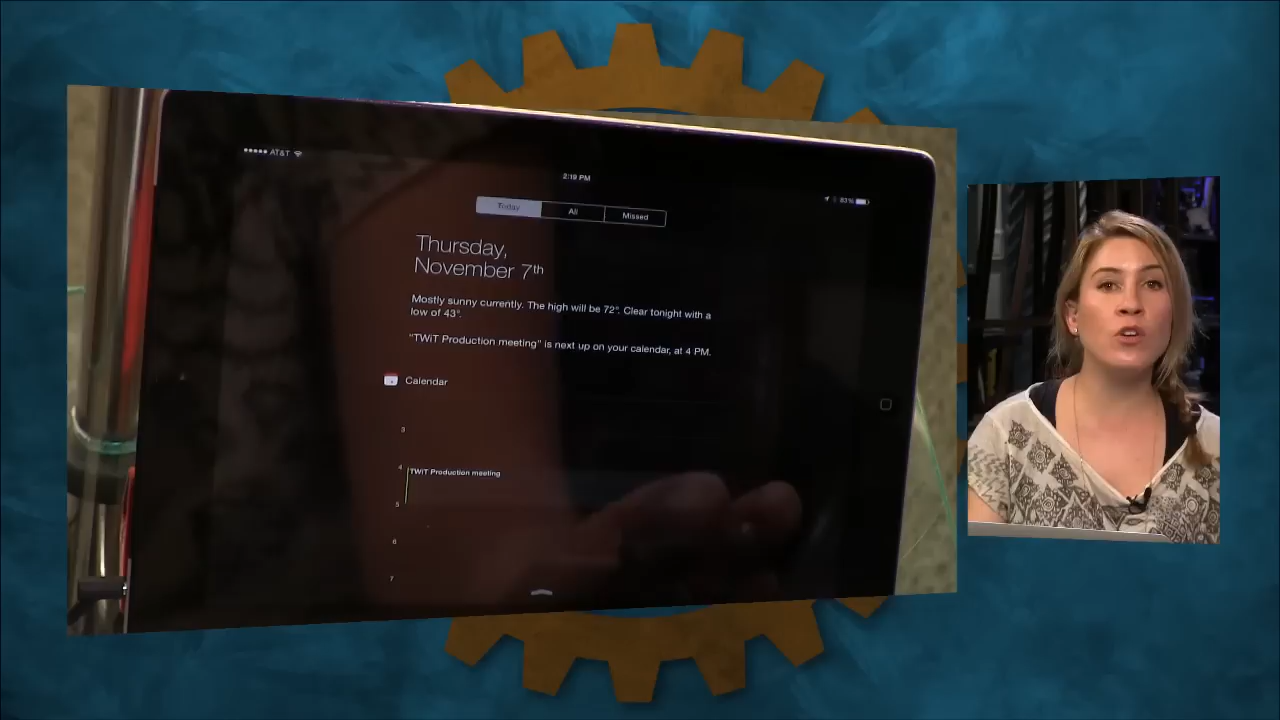 ●●●●● AT&T
2:19 PM
83%
Today
All
Missed
Thursday,
November 7th
Mostly sunny currently. The high will be 72°. Clear tonight with a
low of 43°.
"TWiT Production meeting" is next up on your calendar, at 4 PM.
Calendar
3
4
TWiT Production meeting
5
6
7